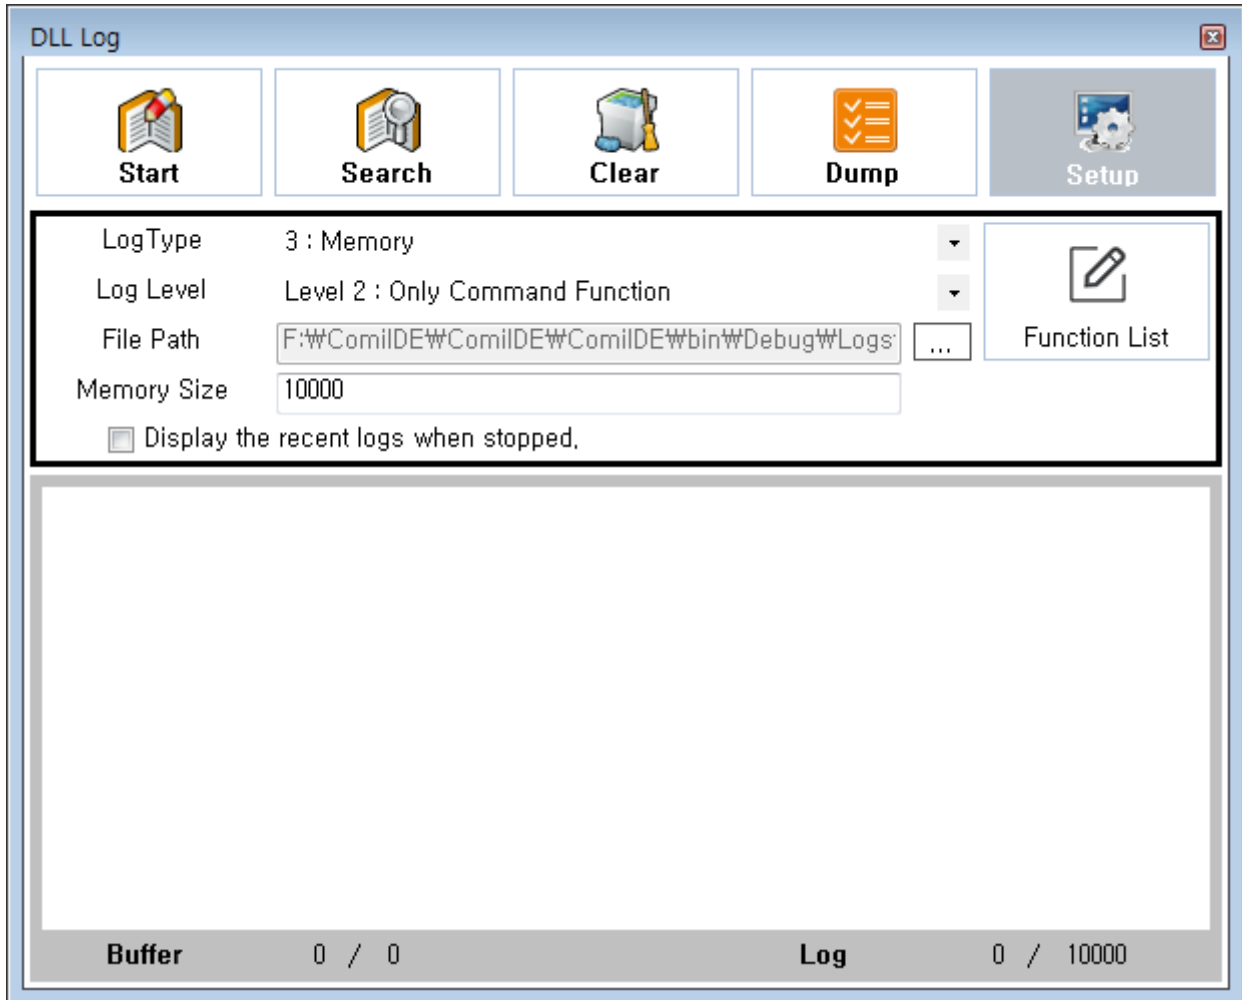 DLL Log
Start Search Clear Dump Setup
LogType 3 : Memory
Log Level Level 2 : Only Command Function
File Path F:₩ComiIDE₩ComiIDE₩ComiIDE₩bin₩Debug₩Logs ...
Function List
Memory Size 10000
Display the recent logs when stopped.
Buffer 0 / 0 Log 0 / 10000